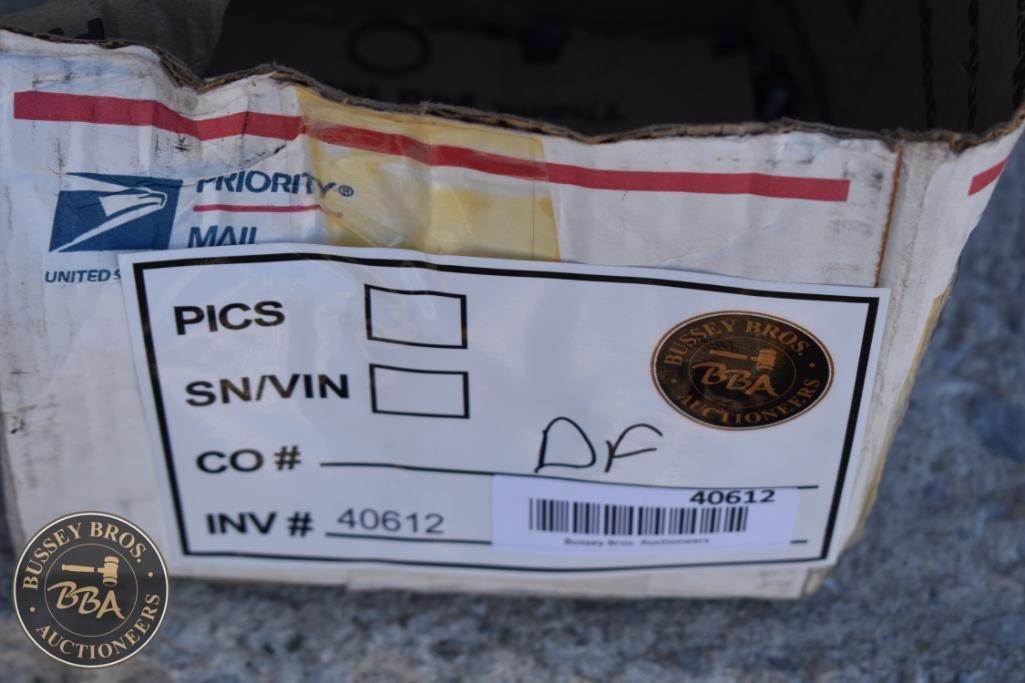 PRIORITY®
MAIL
UNITED S
PICS
SN/VIN
CO #
DF
INV # 40612
BUSSEY BROS.
BBA
AUCTIONEERS
40612
Bussey Bros. Auctioneers
BUSSEY BROS.
BBA
AUCTIONEERS